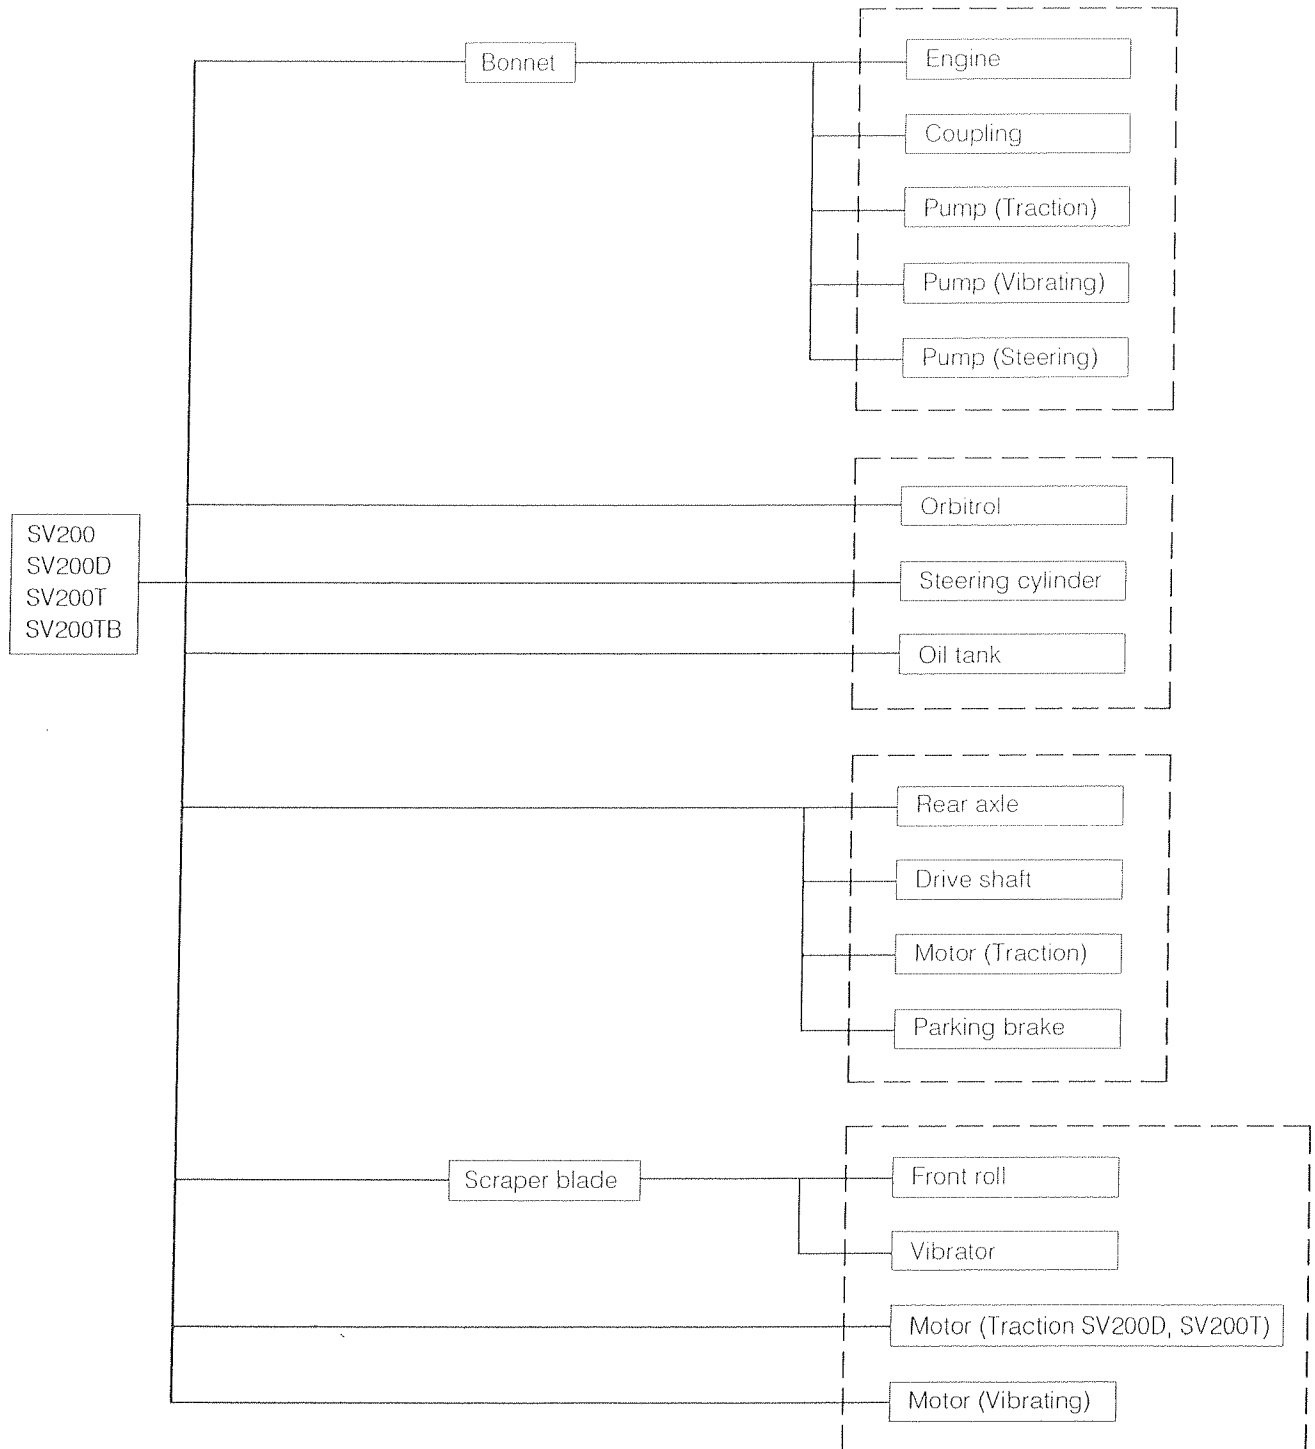 Bonnet
Engine
Coupling
Pump (Traction)
Pump (Vibrating)
Pump (Steering)
Orbitrol
SV200
SV200D
SV200T
SV200TB
Steering cylinder
Oil tank
Rear axle
Drive shaft
Motor (Traction)
Parking brake
Scraper blade
Front roll
Vibrator
Motor (Traction SV200D, SV200T)
Motor (Vibrating)